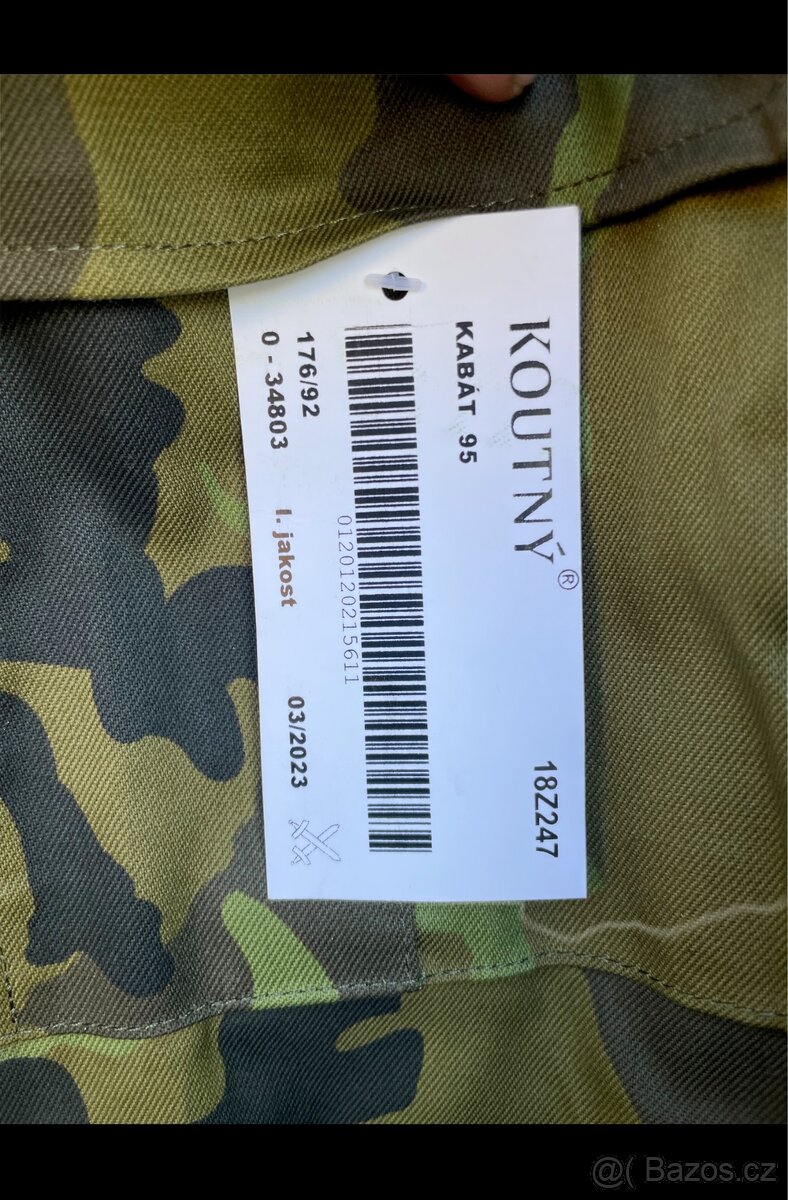 KOUTNÝ®
18Z247
KABÁT 95
0120120215611
176/92
0 - 34803 I. jakost 03/2023
@( Bazos.cz